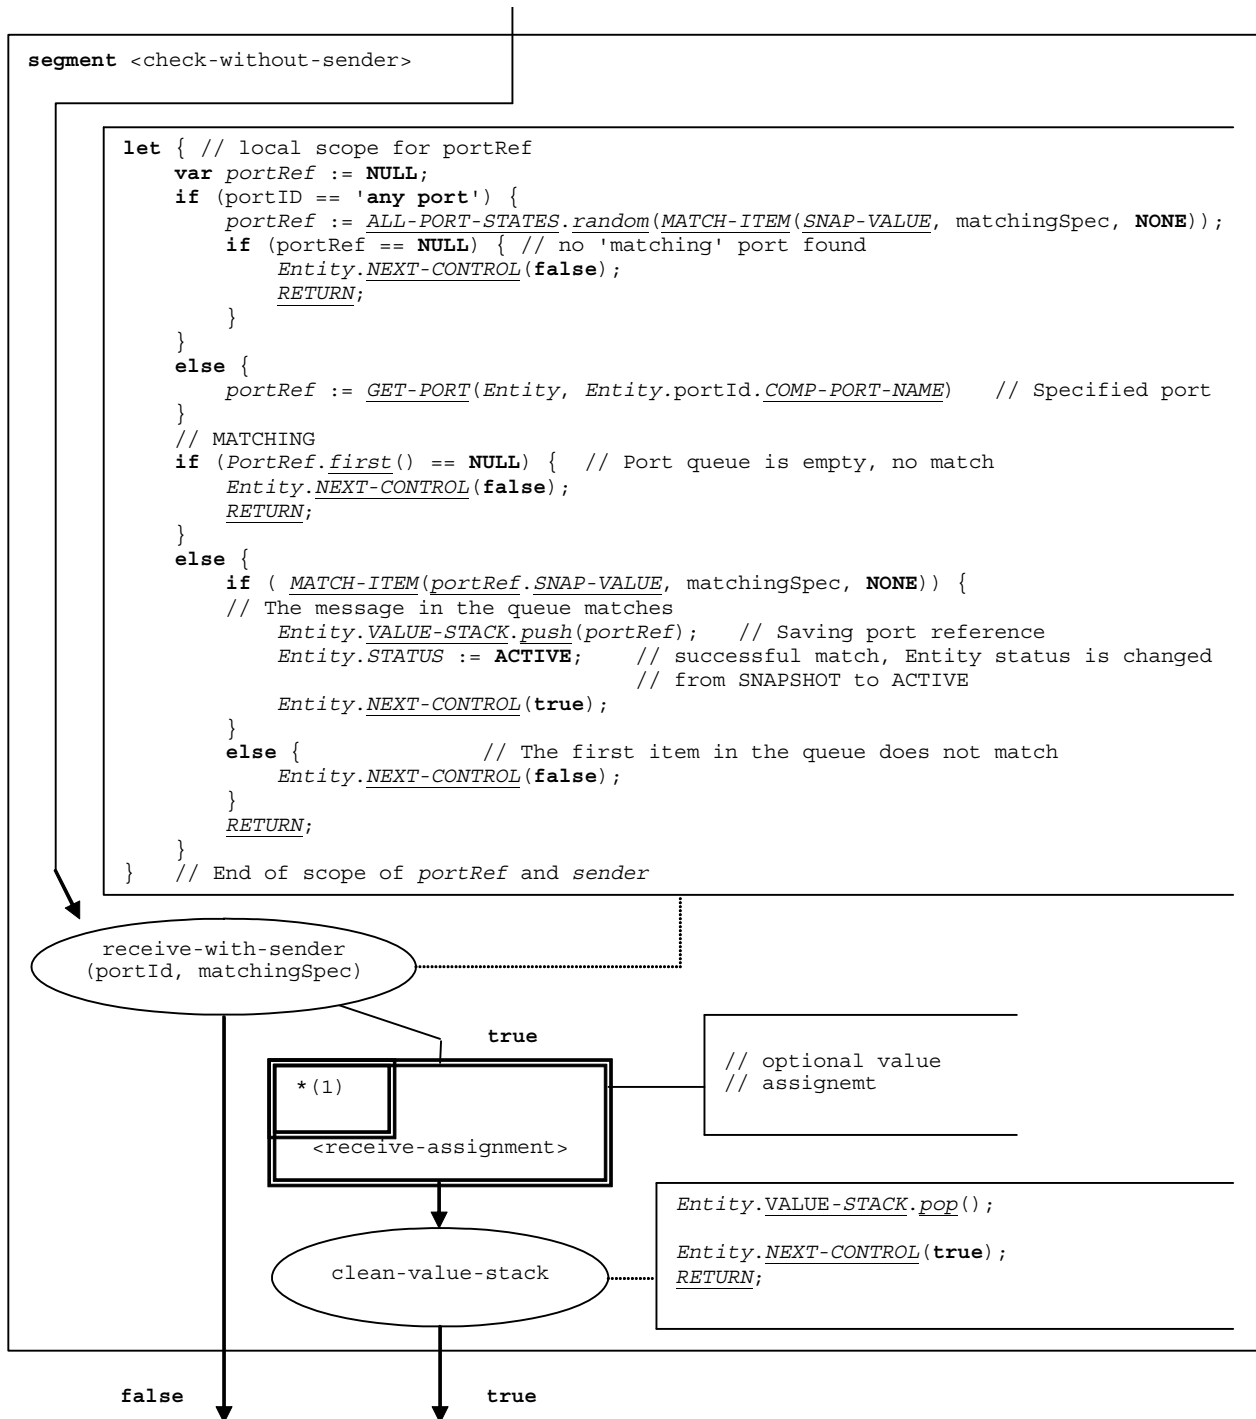 segment <check-without-sender>
let { // local scope for portRef
var portRef := NULL;
if (portID == 'any port') {
portRef := ALL-PORT-STATES.random(MATCH-ITEM(SNAP-VALUE, matchingSpec, NONE));
if (portRef == NULL) { // no 'matching' port found
Entity.NEXT-CONTROL(false);
RETURN;
}
}
else {
portRef := GET-PORT(Entity, Entity.portId.COMP-PORT-NAME) // Specified port
}
// MATCHING
if (PortRef.first() == NULL) { // Port queue is empty, no match
Entity.NEXT-CONTROL(false);
RETURN;
}
else {
if ( MATCH-ITEM(portRef.SNAP-VALUE, matchingSpec, NONE)) {
// The message in the queue matches
Entity.VALUE-STACK.push(portRef); // Saving port reference
Entity.STATUS := ACTIVE; // successful match, Entity status is changed
// from SNAPSHOT to ACTIVE
Entity.NEXT-CONTROL(true);
}
else { // The first item in the queue does not match
Entity.NEXT-CONTROL(false);
}
RETURN;
}
} // End of scope of portRef and sender
receive-with-sender
(portId, matchingSpec)
true
*(1)
<receive-assignment>
// optional value
// assignemt
clean-value-stack
Entity.VALUE-STACK.pop();
Entity.NEXT-CONTROL(true);
RETURN;
false
true